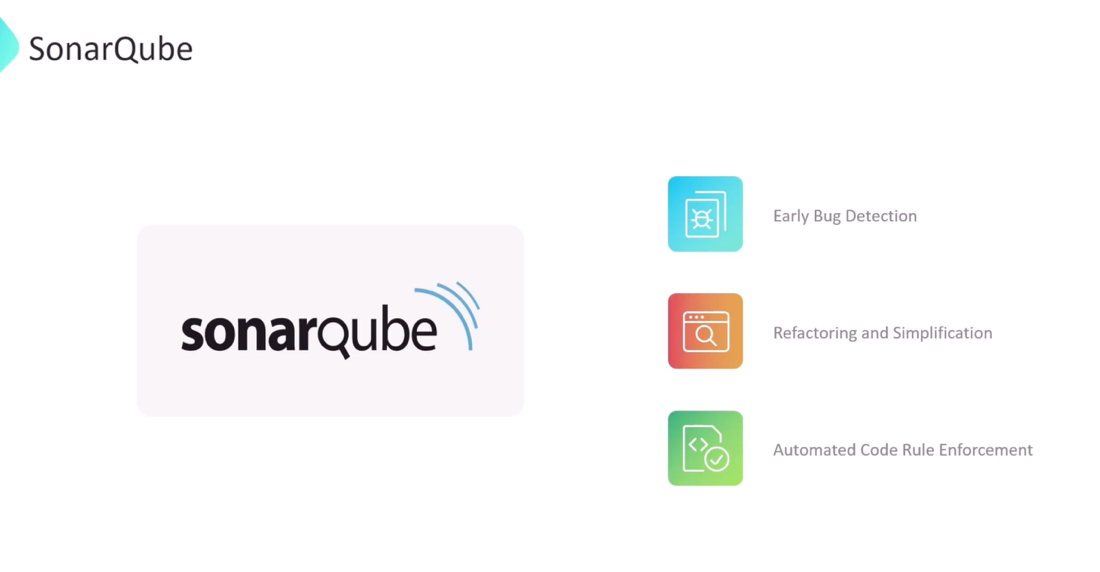 SonarQube
sonarqube
Early Bug Detection
Refactoring and Simplification
Automated Code Rule Enforcement